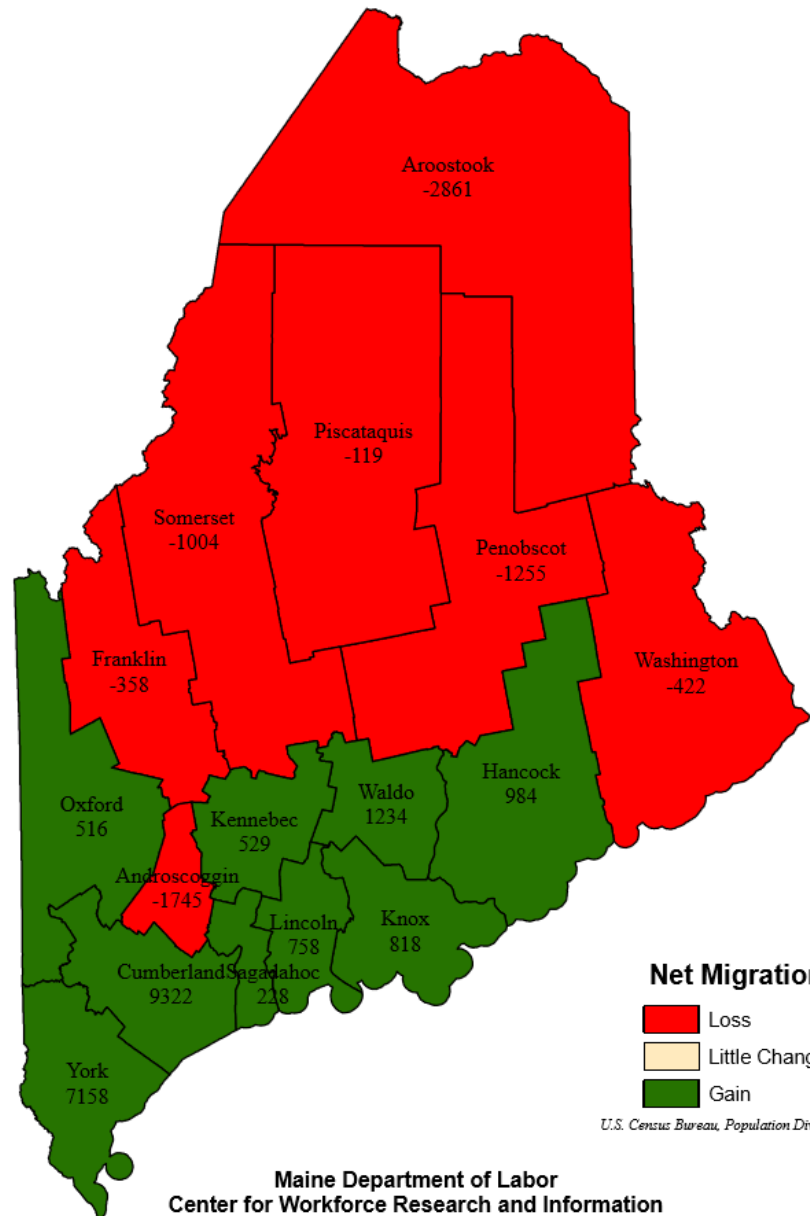 Aroostook
-2861
Piscataquis
-119
Somerset
-1004
Penobscot
-1255
Franklin
-358
Washington
-422
Hancock
984
Waldo
1234
Oxford
516
Kennebec
529
Androscoggin
-1745
Lincoln
758
Knox
818
Cumberland
9322
Sagadahoc
228
York
7158
Net Migration
Loss
Little Chang
Gain
U.S. Census Bureau, Population Div
Maine Department of Labor
Center for Workforce Research and Information